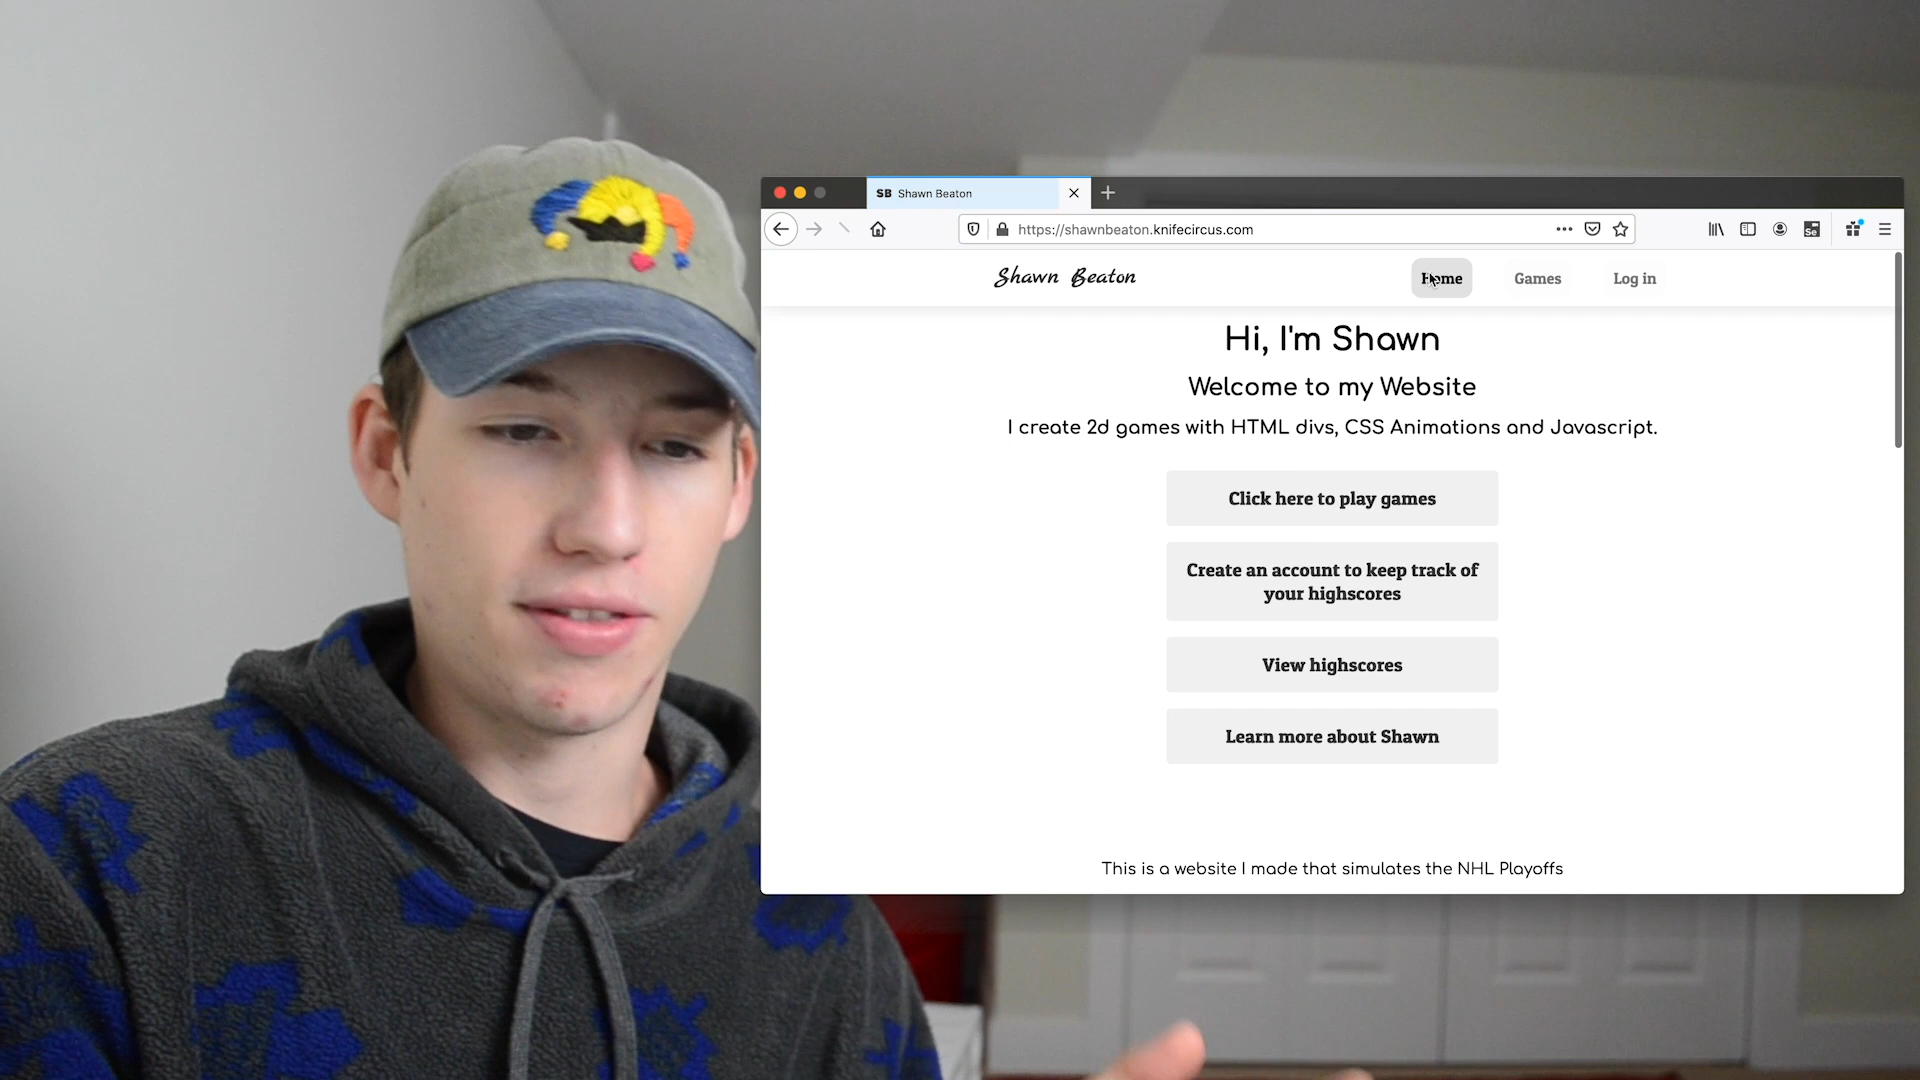 SB Shawn Beaton
https://shawnbeaton.knifecircus.com
Se
Shawn Beaton
Home
Games
Log in
Hi, I'm Shawn
Welcome to my Website
I create 2d games with HTML divs, CSS Animations and Javascript.
Click here to play games
Create an account to keep track of
your highscores
View highscores
Learn more about Shawn
This is a website I made that simulates the NHL Playoffs